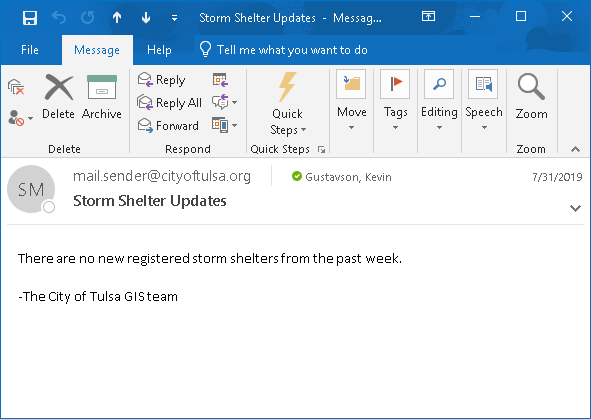 Storm Shelter Updates - Messag...
File Message Help Tell me what you want to do
Delete Archive
Delete
Reply
Reply All
Forward
Respond
Quick Steps
Quick Steps
Move
Tags
Editing
Speech
Zoom
Zoom
SM
mail.sender@cityoftulsa.org
Gustavson, Kevin
7/31/2019
Storm Shelter Updates
There are no new registered storm shelters from the past week.
-The City of Tulsa GIS team